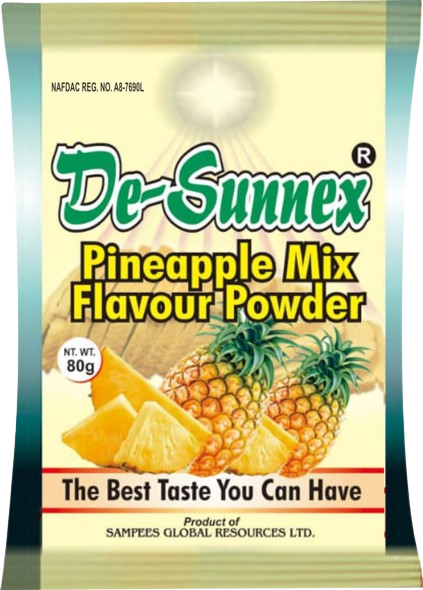 NAFDAC REG. NO. A8-7690L
De-Sunnex ®
Pineapple Mix
Flavour Powder
NT. WT.
80g
The Best Taste You Can Have
Product of
SAMPEES GLOBAL RESOURCES LTD.